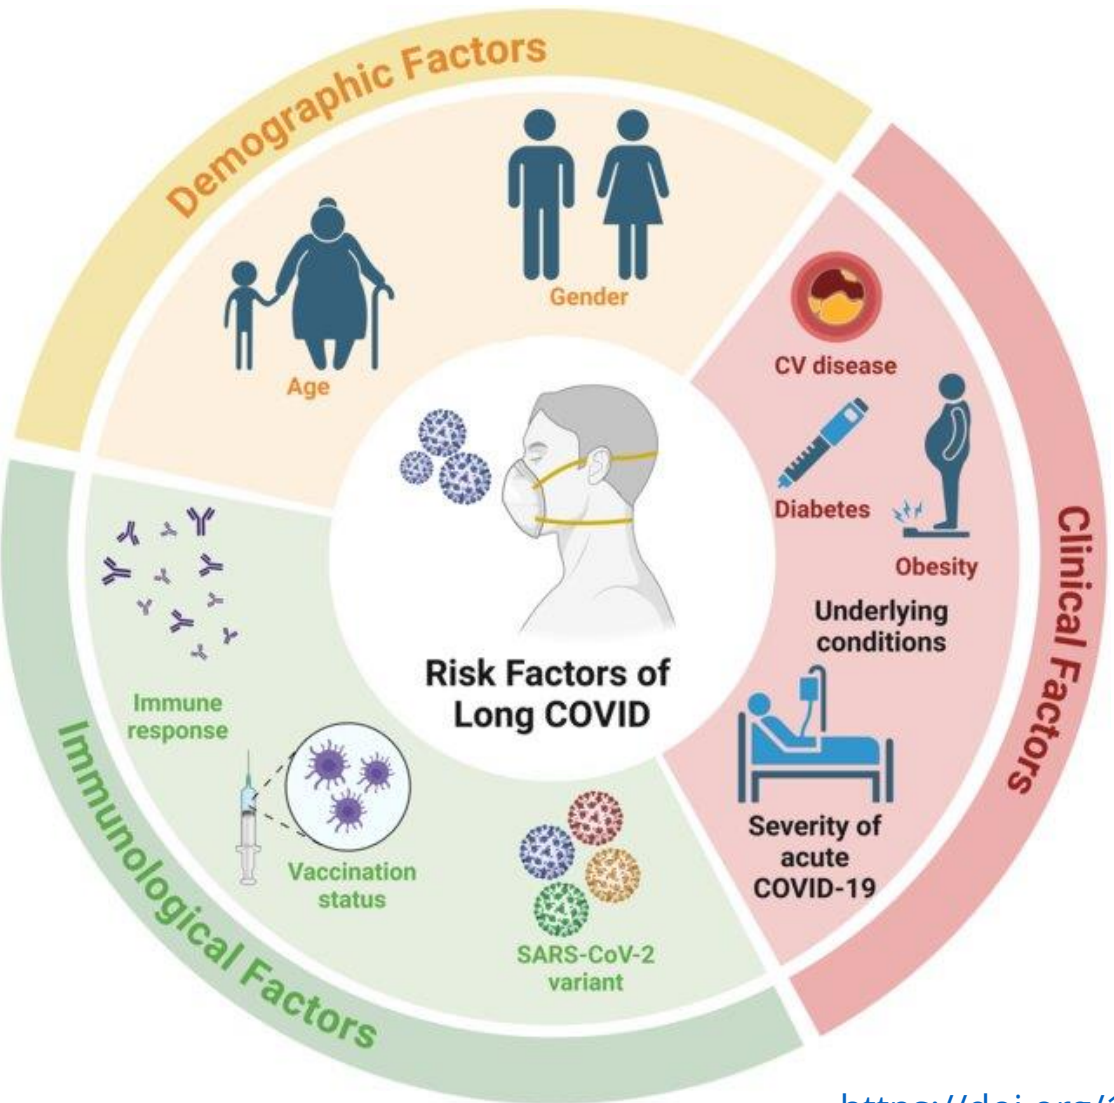 Demographic Factors
Gender
Age
CV disease
Diabetes
Obesity
Underlying
conditions
Clinical Factors
Severity of
acute
COVID-19
Risk Factors of
Long COVID
Immune
response
Vaccination
status
SARS-CoV-2
variant
Immunological Factors